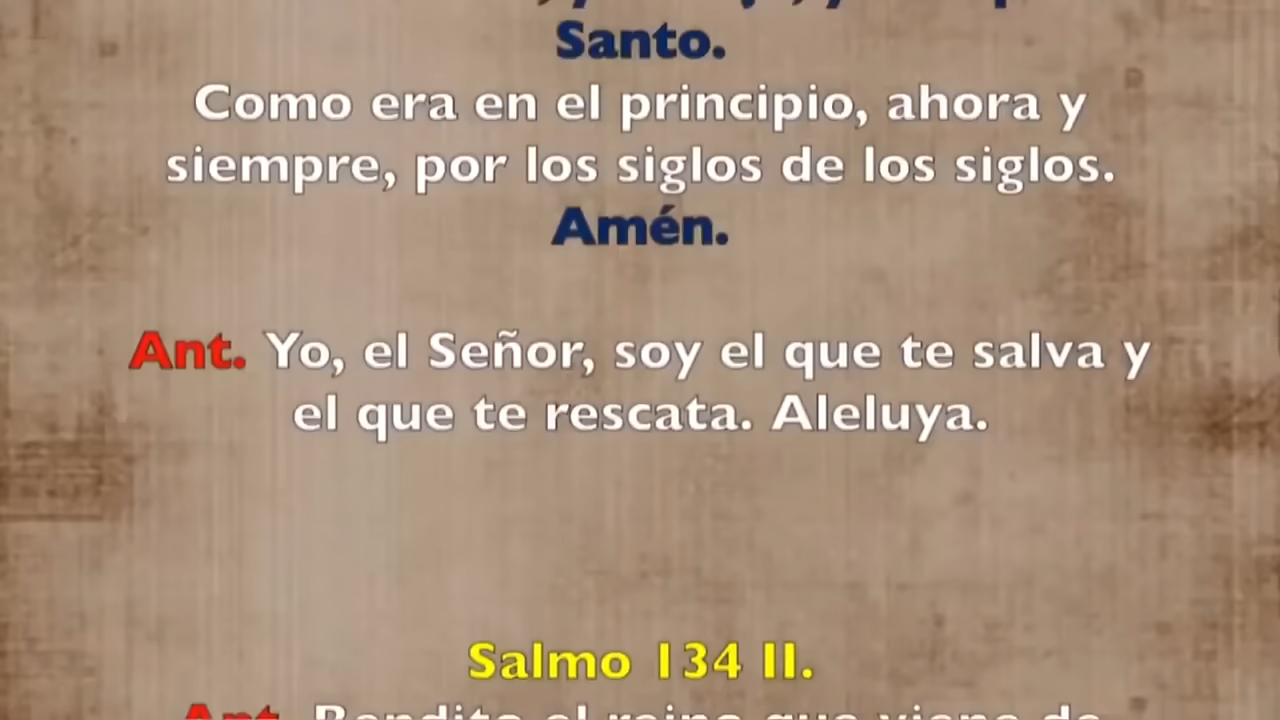 Santo.
Como era en el principio, ahora y
siempre, por los siglos de los siglos.
Amén.
Ant. Yo, el Señor, soy el que te salva y
el que te rescata. Aleluya.
Salmo 134 II.
Ant. Bendito el reino que viene de